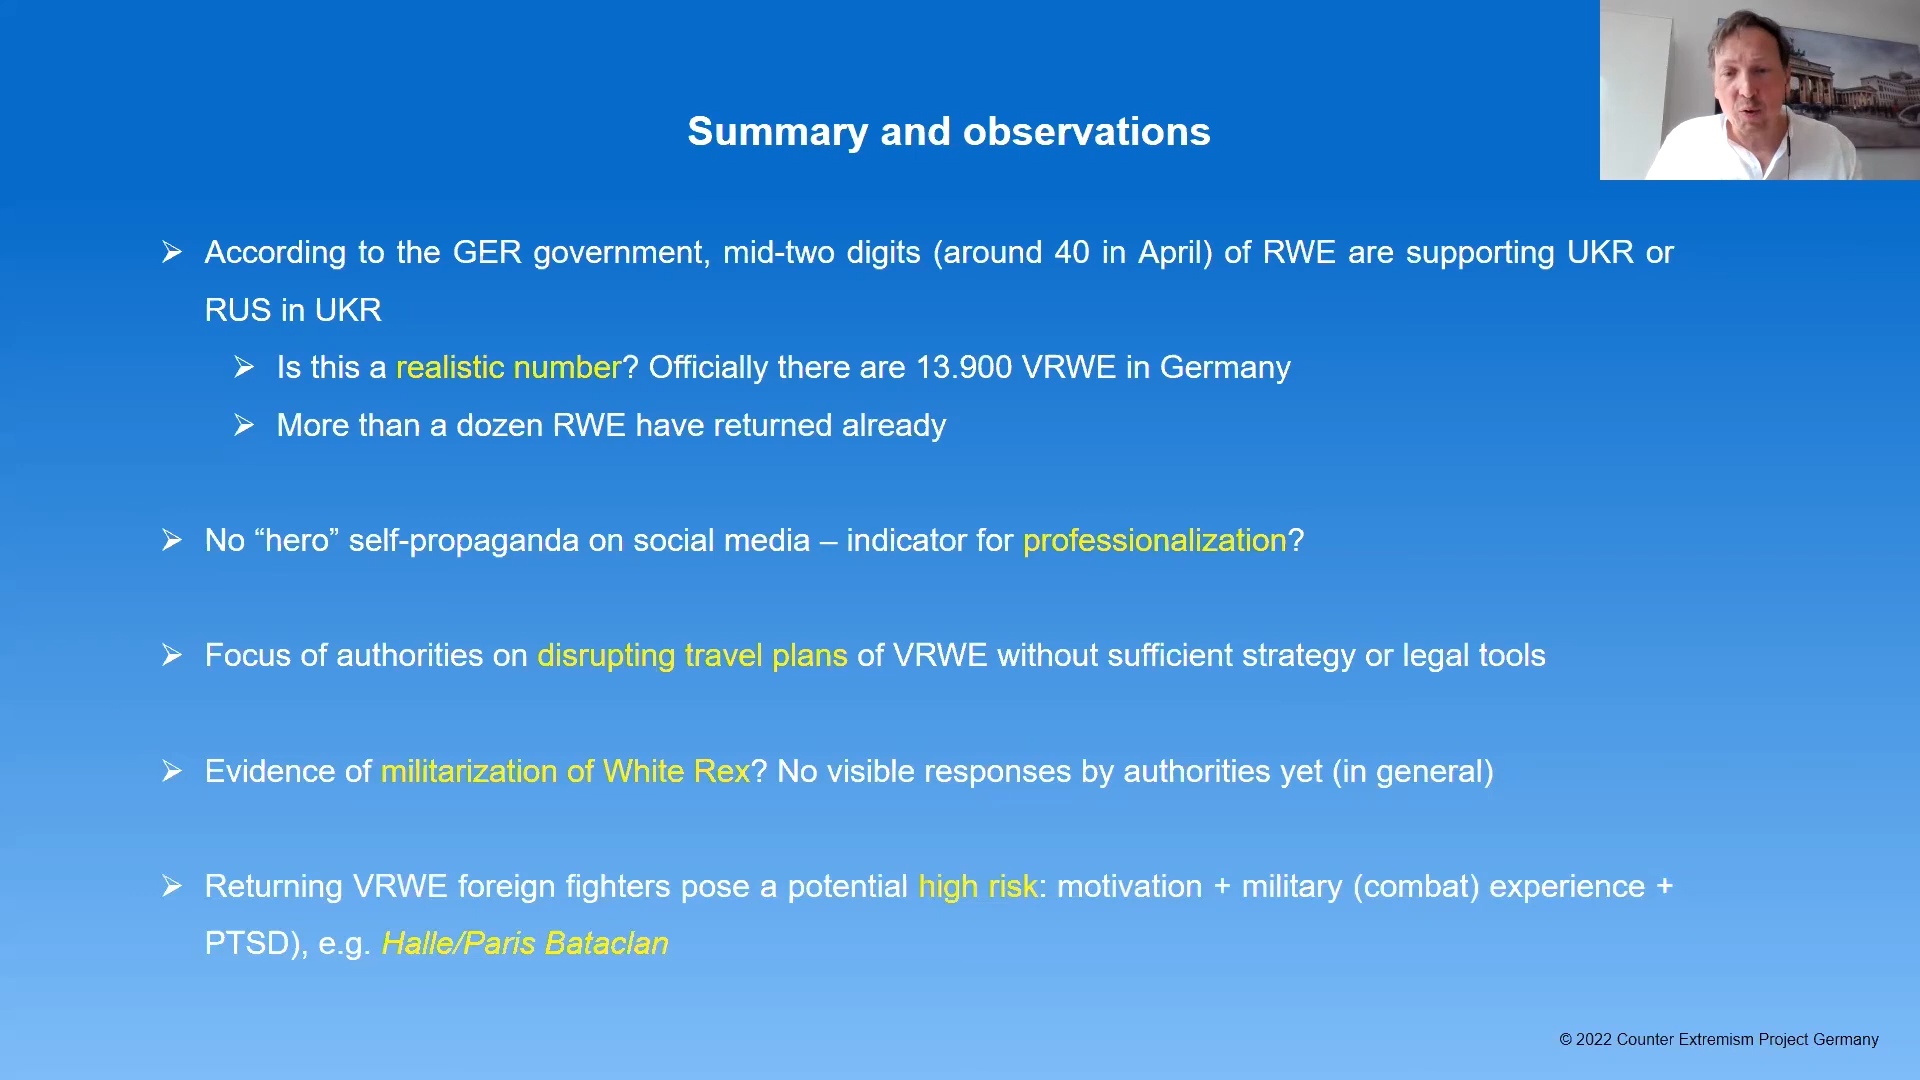 Summary and observations
➢ According to the GER government, mid-two digits (around 40 in April) of RWE are supporting UKR or
RUS in UKR
➢ Is this a realistic number? Officially there are 13.900 VRWE in Germany
➢ More than a dozen RWE have returned already
➢ No “hero” self-propaganda on social media – indicator for professionalization?
➢ Focus of authorities on disrupting travel plans of VRWE without sufficient strategy or legal tools
➢ Evidence of militarization of White Rex? No visible responses by authorities yet (in general)
➢ Returning VRWE foreign fighters pose a potential high risk: motivation + military (combat) experience +
PTSD), e.g. Halle/Paris Bataclan
© 2022 Counter Extremism Project Germany